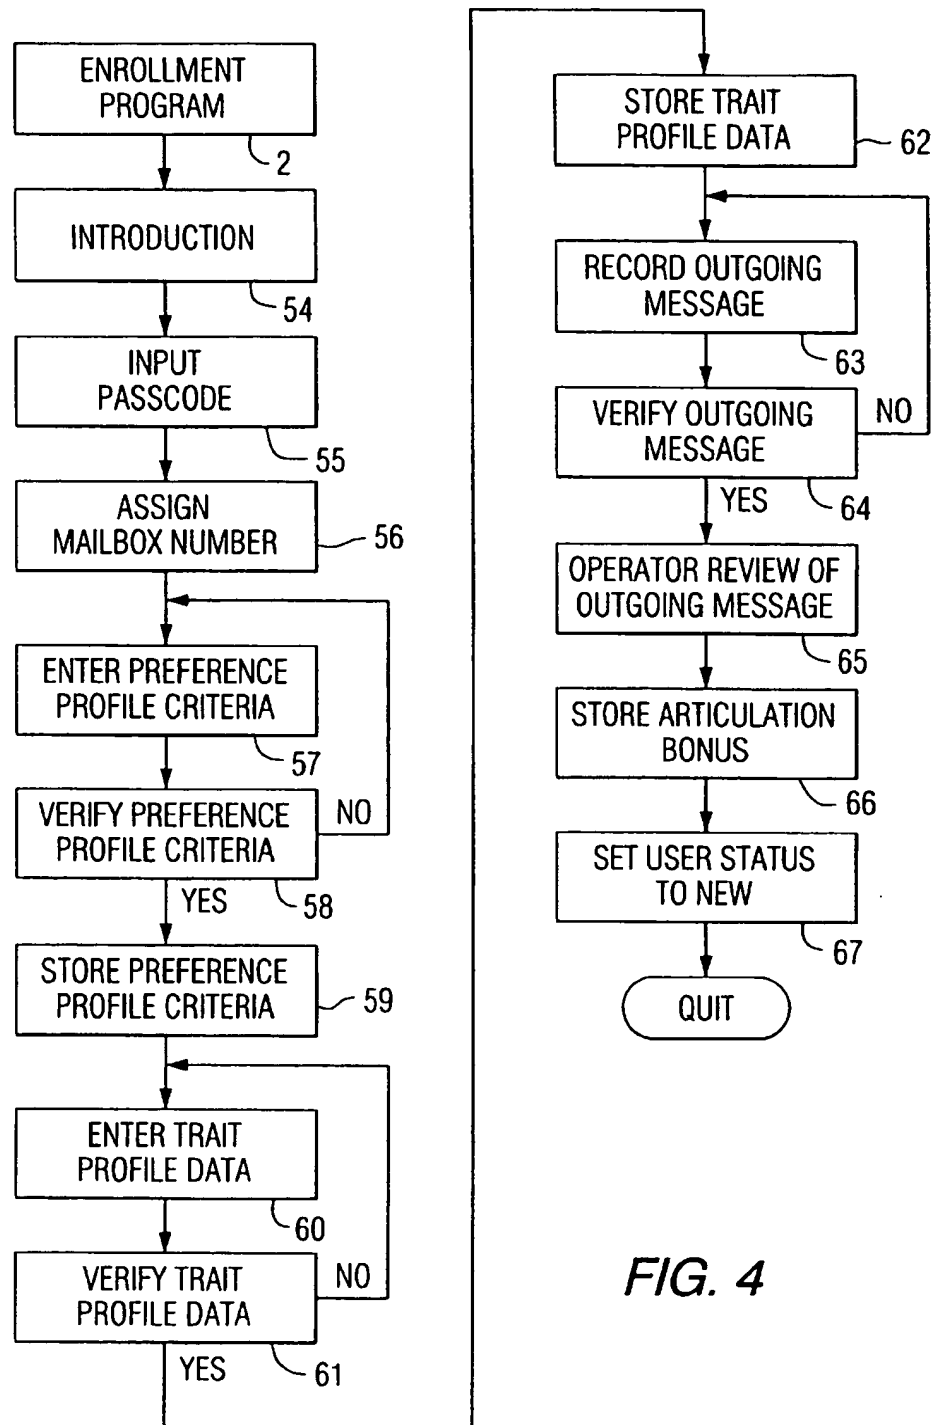 ENROLLMENT
PROGRAM
2
INTRODUCTION
54
INPUT
PASSCODE
55
ASSIGN
MAILBOX NUMBER
56
ENTER PREFERENCE
PROFILE CRITERIA
57
VERIFY PREFERENCE
PROFILE CRITERIA
NO
58
YES
STORE PREFERENCE
PROFILE CRITERIA
59
ENTER TRAIT
PROFILE DATA
60
VERIFY TRAIT
PROFILE DATA
NO
61
YES
STORE TRAIT
PROFILE DATA
62
RECORD OUTGOING
MESSAGE
63
VERIFY OUTGOING
MESSAGE
NO
64
YES
OPERATOR REVIEW OF
OUTGOING MESSAGE
65
STORE ARTICULATION
BONUS
66
SET USER STATUS
TO NEW
67
QUIT
FIG. 4